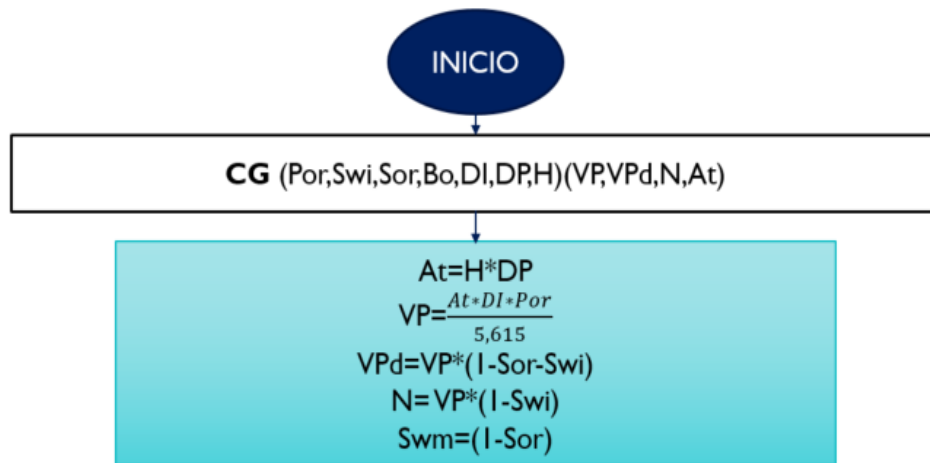 INICIO
CG (Por,Swi,Sor,Bo,DI,DP,H)(VP,VPd,N,At)
At=H*DP
VP=\frac{At*DI*Por}{5,615}
VPd=VP*(1-Sor-Swi)
N= VP*(1-Swi)
Swm=(1-Sor)